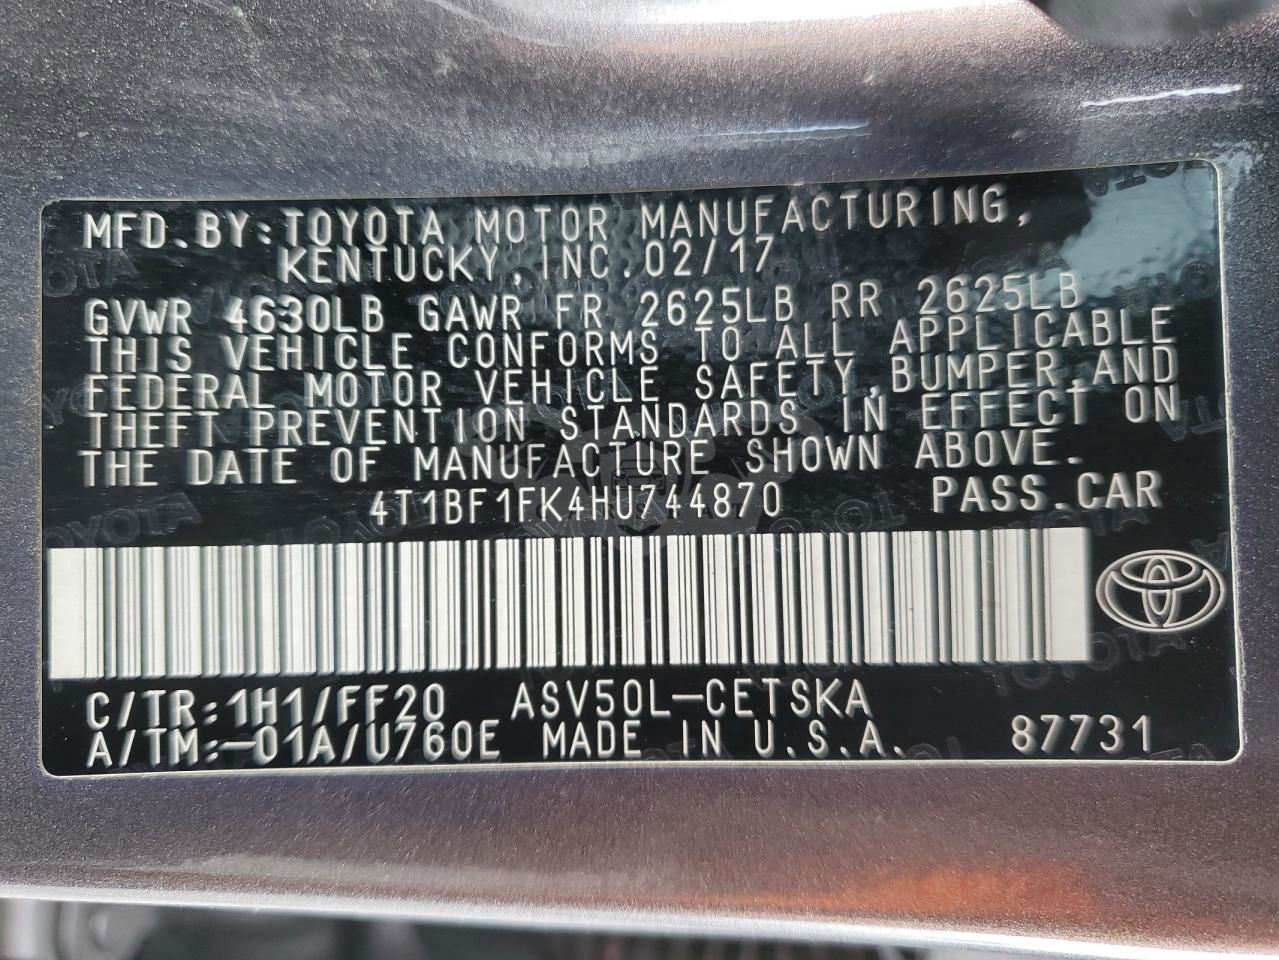 MFD.BY:TOYOTA MOTOR MANUFACTURING,
KENTUCKY,INC.02/17
GVWR 4630LB GAWR FR 2625LB RR 2625LB
THIS VEHICLE CONFORMS TO ALL APPLICABLE
FEDERAL MOTOR VEHICLE SAFETY,BUMPER,AND
THEFT PREVENTION STANDARDS IN EFFECT ON
THE DATE OF MANUFACTURE SHOWN ABOVE.
4T1BF1FK4HU744870 PASS.CAR
C/TR:1H1/FF20 ASV50L-CETSKA
A/TM:-01A/U760E MADE IN U.S.A. 87731